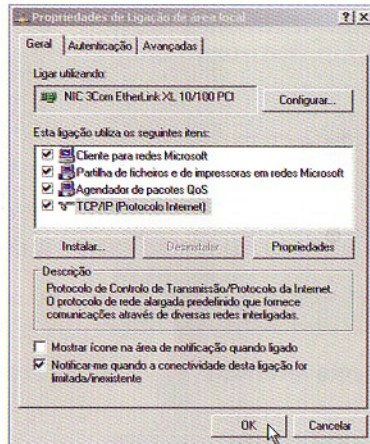 Propriedades de Ligação de área local
Geral Autenticação Avançadas
Ligar utilizando:
NIC 3Com EtherLink XL 10/100 PCI
Configurar...
Esta ligação utiliza os seguintes itens:
Cliente para redes Microsoft
Partilha de ficheiros e de impressoras em redes Microsoft
Agendador de pacotes QoS
TCP/IP (Protocolo Internet)
Instalar... Desinstalar Propriedades
Descrição
Protocolo de Controlo de Transmissão/Protocolo da Internet.
O protocolo de rede alargada predefinido que fornece
comunicações através de diversas redes interligadas.
Mostrar ícone na área de notificação quando ligado
Notificar-me quando a conectividade desta ligação for
limitada/inexistente
OK Cancelar